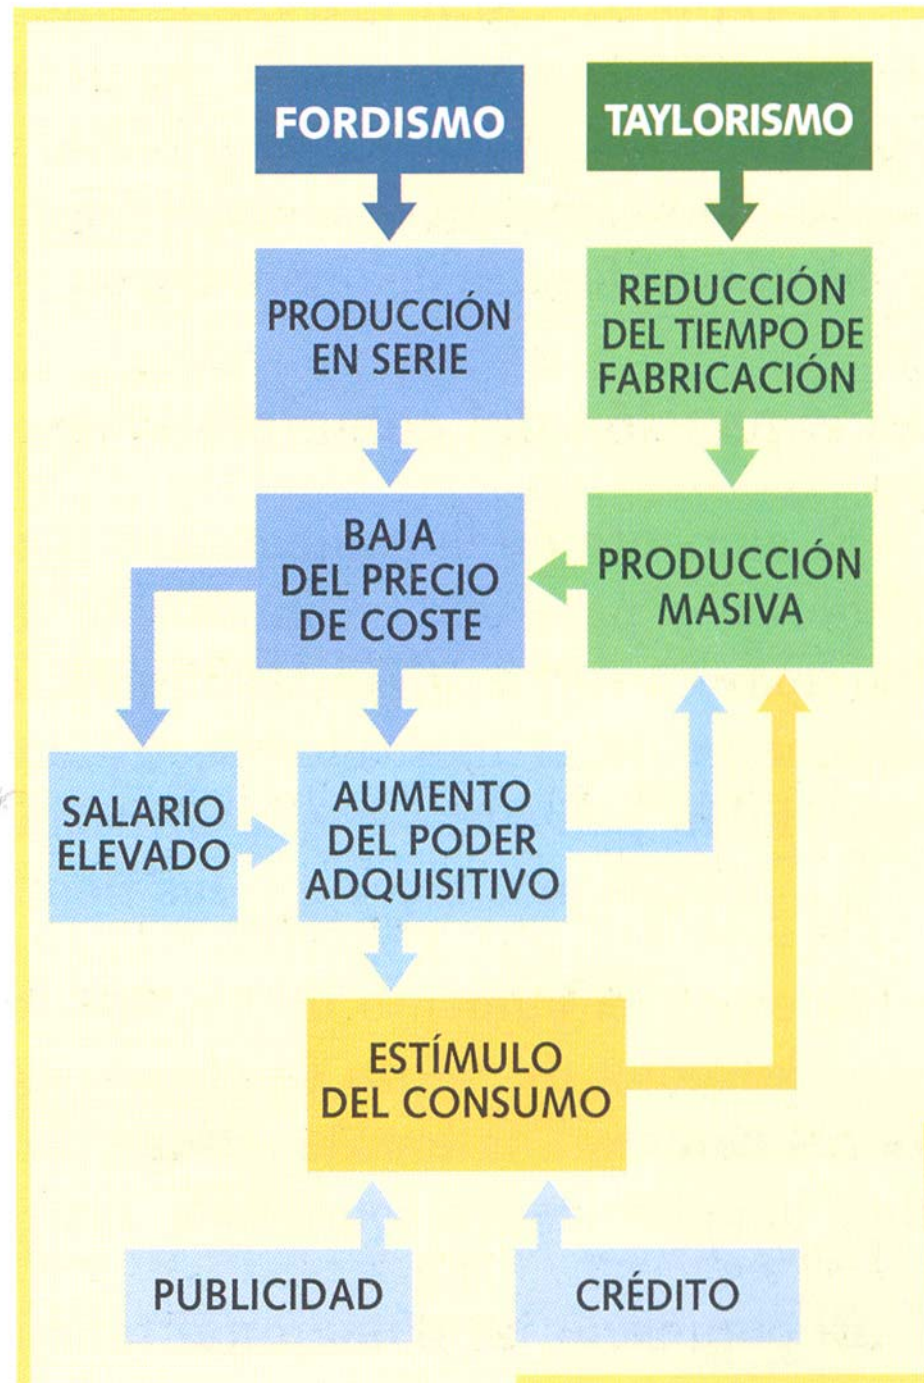 FORDISMO
TAYLORISMO
PRODUCCIÓN
EN SERIE
REDUCCIÓN
DEL TIEMPO DE
FABRICACIÓN
BAJA
DEL PRECIO
DE COSTE
PRODUCCIÓN
MASIVA
SALARIO
ELEVADO
AUMENTO
DEL PODER
ADQUISITIVO
ESTÍMULO
DEL CONSUMO
PUBLICIDAD
CRÉDITO